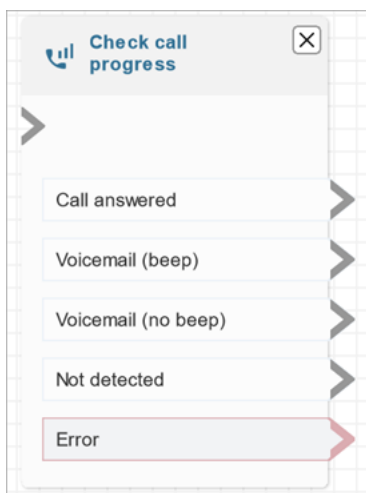 Check call
progress
Call answered
Voicemail (beep)
Voicemail (no beep)
Not detected
Error